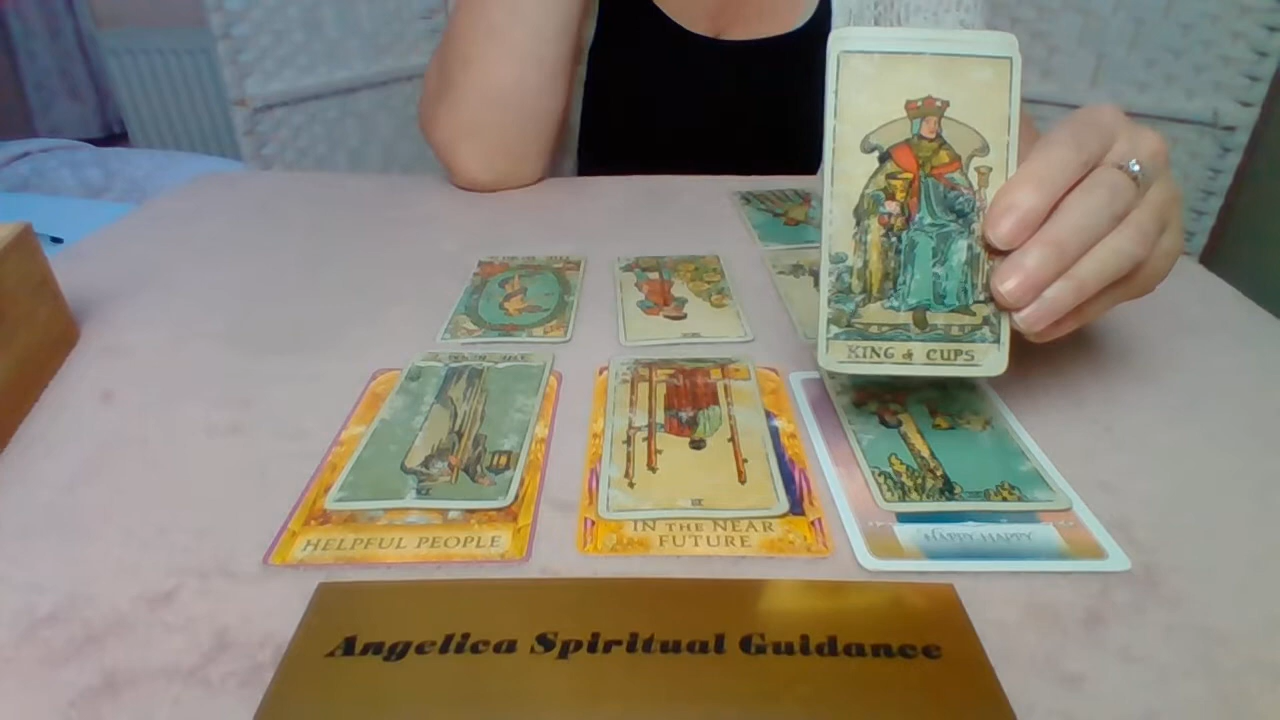 KING of CUPS
HELPFUL PEOPLE
IN THE NEAR
FUTURE
HAPPY HAPPY
Angelica Spiritual Guidance